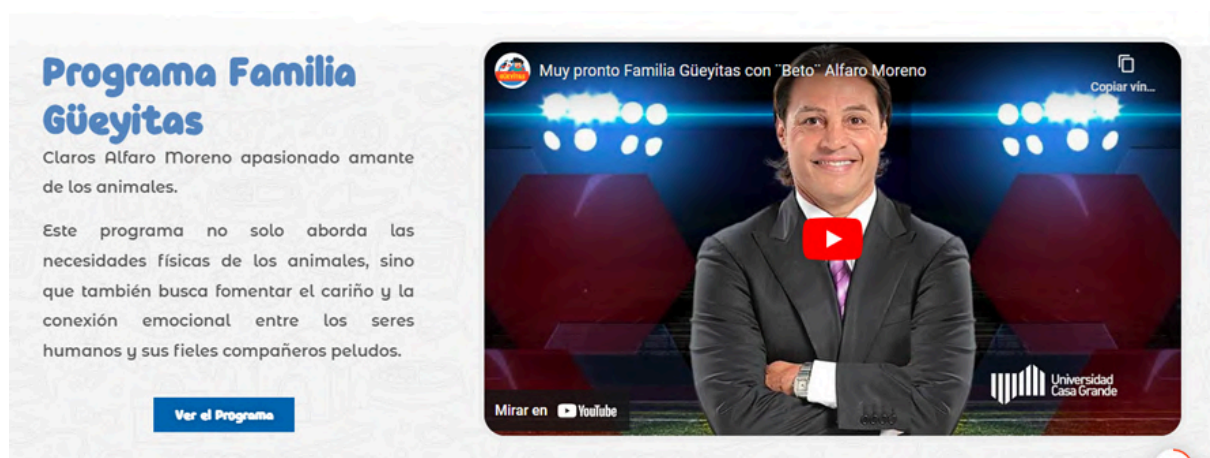 Programa Familia
Güeyitas
Claros Alfaro Moreno apasionado amante
de los animales.
Este programa no solo aborda las
necesidades físicas de los animales, sino
que también busca fomentar el cariño y la
conexión emocional entre los seres
humanos y sus fieles compañeros peludos.
Ver el Programa
Muy pronto Familia Güeyitas con ¨Beto¨ Alfaro Moreno
Copiar vín...
Mirar en YouTube
Universidad
Casa Grande